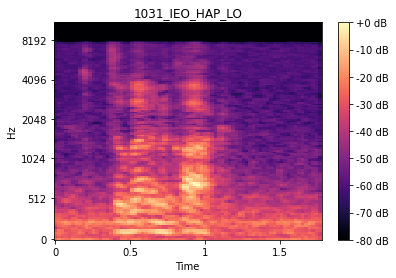 1031_IEO_HAP_LO
+0 dB
8192
-10 dB
4096
-20 dB
-30 dB
2048
Hz
-40 dB
1024
-50 dB
512
-60 dB
-70 dB
0
-80 dB
0
0.5
1
1.5
Time